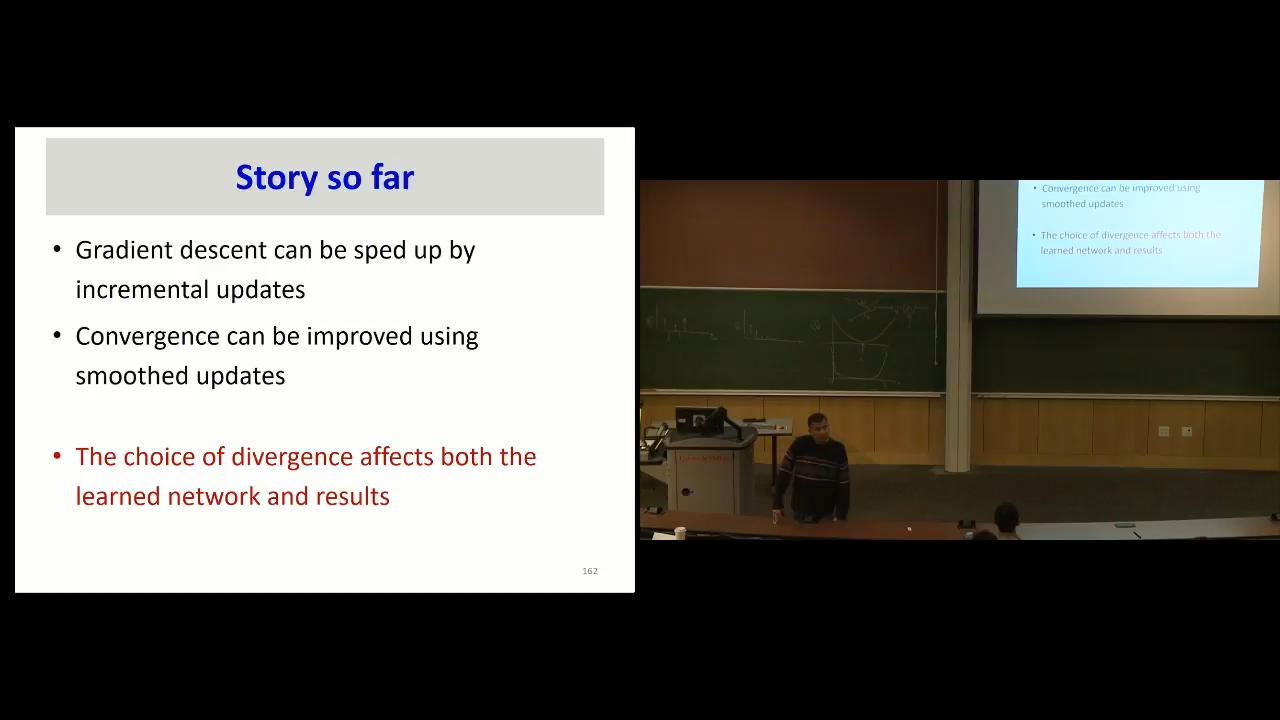 Story so far
• Gradient descent can be sped up by
incremental updates
• Convergence can be improved using
smoothed updates
• The choice of divergence affects both the
learned network and results
162
• Convergence can be improved using
smoothed updates
• The choice of divergence affects both the
learned network and results